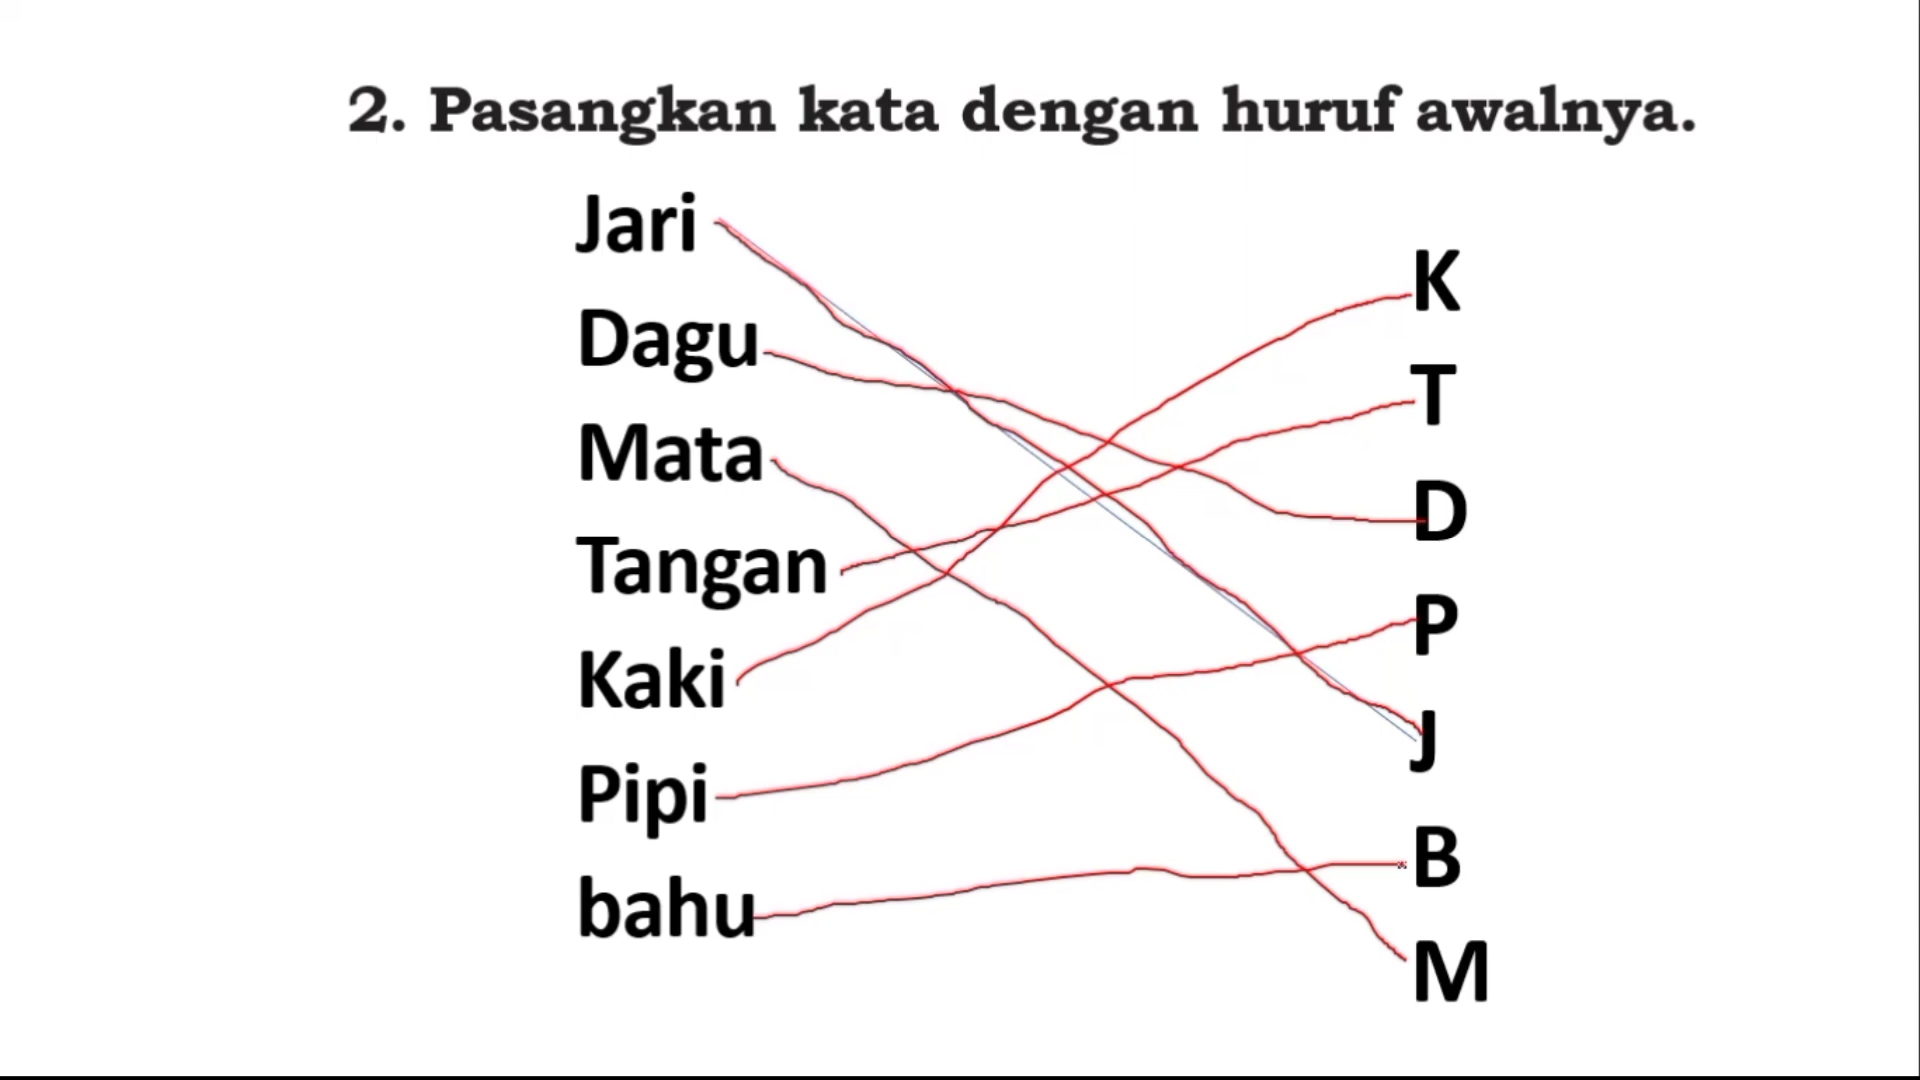 2. Pasangkan kata dengan huruf awalnya.
Jari
Dagu
Mata
Tangan
Kaki
Pipi
bahu
K
T
D
P
J
B
M